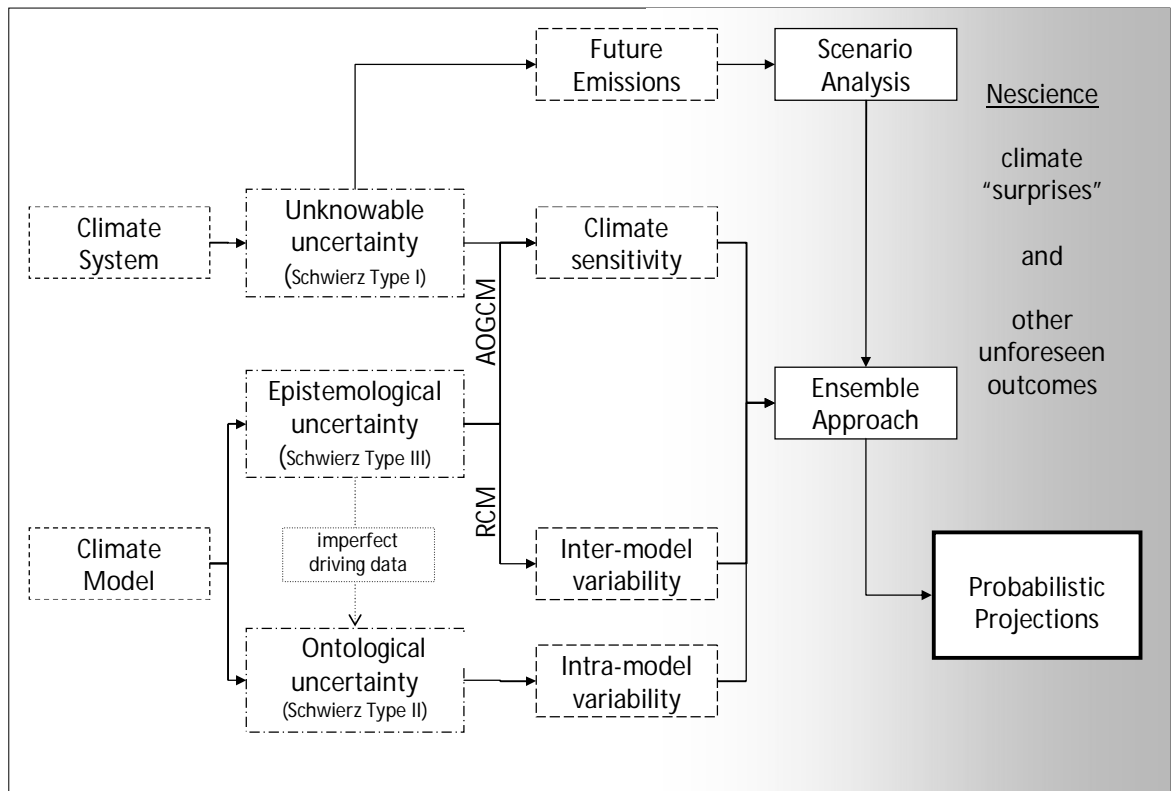 Future
Emissions
Scenario
Analysis
Nescience
climate
“surprises”
and
other
unforeseen
outcomes
Climate
System
Unknowable
uncertainty
(Schwierz Type I)
AOGCM
Climate
sensitivity
Epistemological
uncertainty
(Schwierz Type III)
Ensemble
Approach
RCM
imperfect
driving data
Climate
Model
Inter-model
variability
Probabilistic
Projections
Ontological
uncertainty
(Schwierz Type II)
Intra-model
variability